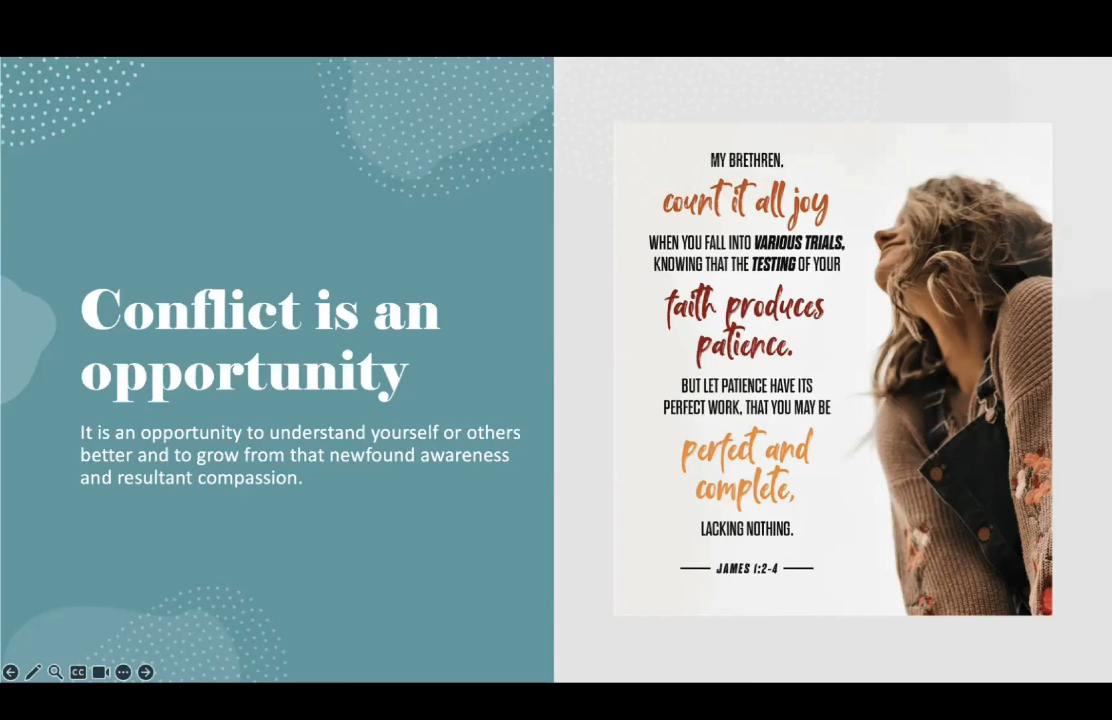 Conflict is an
opportunity
It is an opportunity to understand yourself or others
better and to grow from that newfound awareness
and resultant compassion.
MY BRETHREN,
count it all joy
WHEN YOU FALL INTO VARIOUS TRIALS,
KNOWING THAT THE TESTING OF YOUR
faith produces
patience.
BUT LET PATIENCE HAVE ITS
PERFECT WORK, THAT YOU MAY BE
perfect and
complete,
LACKING NOTHING.
JAMES 1:2-4
CC